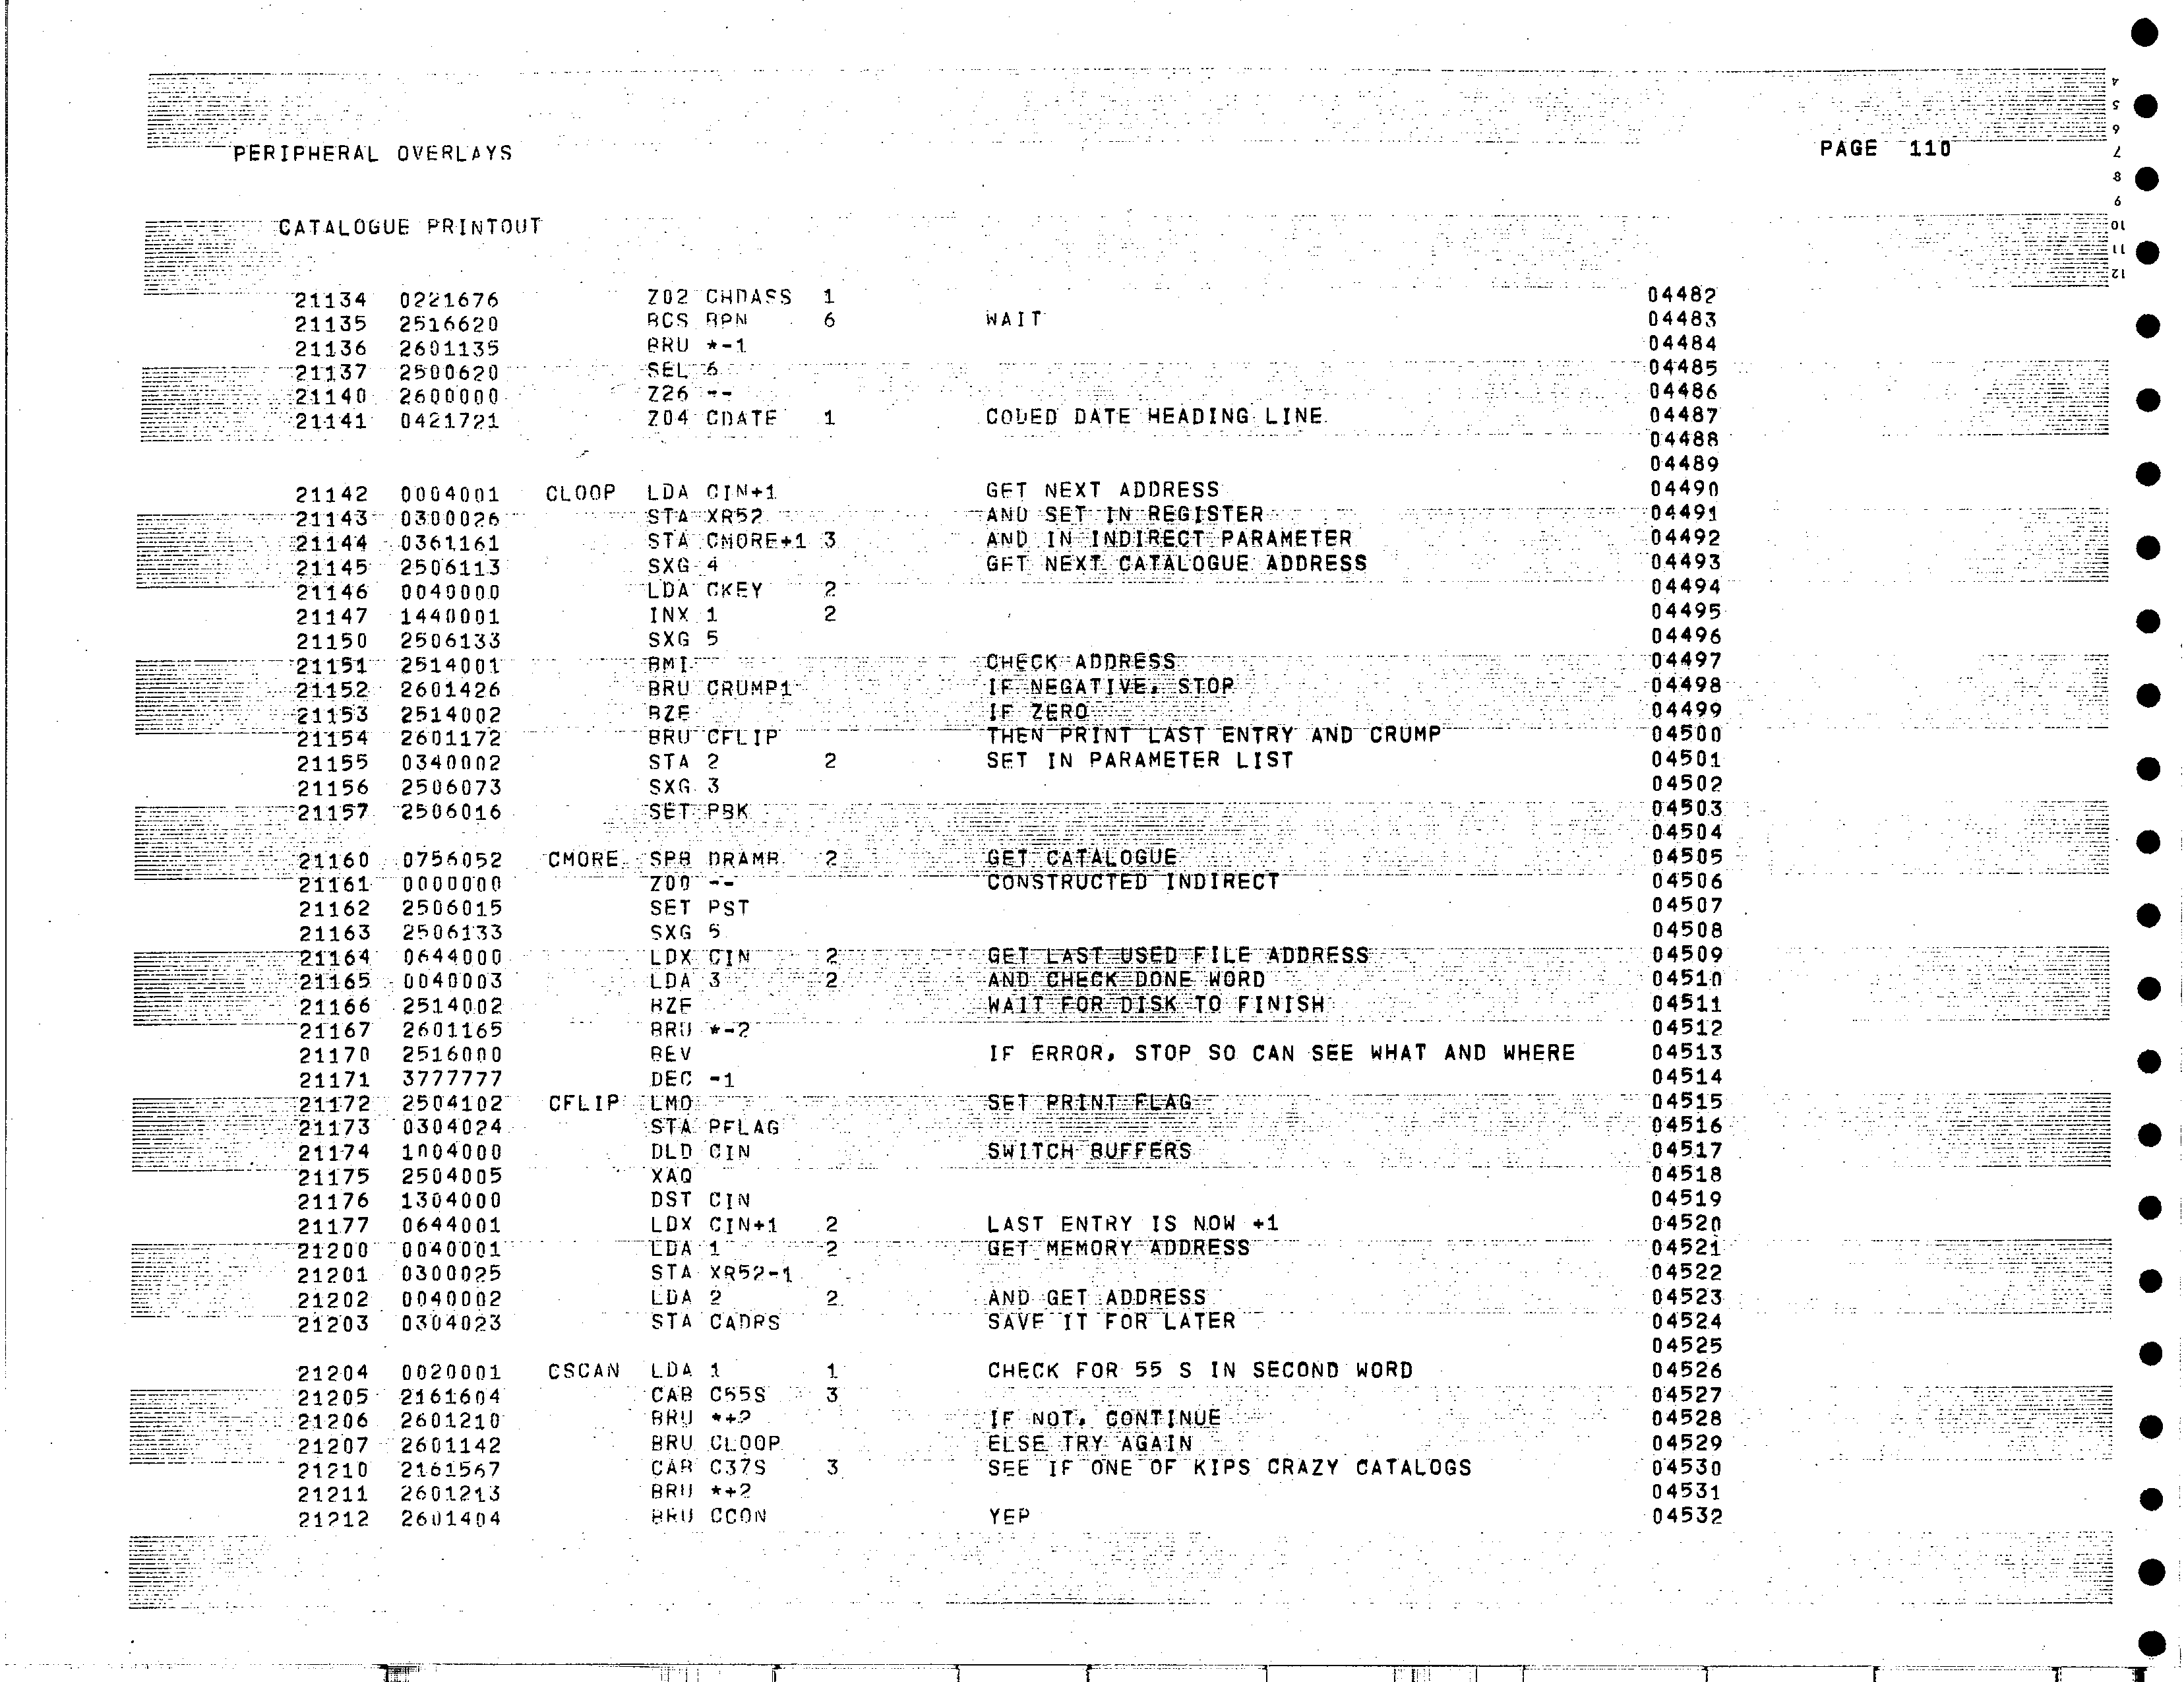 PERIPHERAL OVERLAYS PAGE 110
CATALOGUE PRINTOUT
21134 0221676 Z02 CHDASS 1 04482
21135 2516620 BCS BPN 6 WAIT 04483
21136 2601135 BRU *-1 04484
21137 2500620 SEL 6 04485
21140 2600000 Z26 -- 04486
21141 0421721 Z04 CDATE 1 CODED DATE HEADING LINE 04487
04488
04489
21142 0004001 CLOOP LDA CIN+1 GET NEXT ADDRESS 04490
21143 0300026 STA XR52 AND SET IN REGISTER 04491
21144 0361161 STA CMORE+1 3 AND IN INDIRECT PARAMETER 04492
21145 2506113 SXG 4 GET NEXT CATALOGUE ADDRESS 04493
21146 0040000 LDA CKEY 2 04494
21147 1440001 INX 1 2 04495
21150 2506133 SXG 5 04496
21151 2514001 BMI CHECK ADDRESS 04497
21152 2601426 BRU CRUMP1 IF NEGATIVE, STOP 04498
21153 2514002 BZE IF ZERO 04499
21154 2601172 BRU CFLIP THEN PRINT LAST ENTRY AND CRUMP 04500
21155 0340002 STA 2 2 SET IN PARAMETER LIST 04501
21156 2506073 SXG 3 04502
21157 2506016 SET PBK 04503
04504
21160 0756052 CMORE SPB DRAMR 2 GET CATALOGUE 04505
21161 0000000 Z00 -- CONSTRUCTED INDIRECT 04506
21162 2506015 SET PST 04507
21163 2506133 SXG 5 04508
21164 0644000 LDX CIN 2 GET LAST USED FILE ADDRESS 04509
21165 0040003 LDA 3 2 AND CHECK DONE WORD 04510
21166 2514002 BZE WAIT FOR DISK TO FINISH 04511
21167 2601165 BRU *-2 04512
21170 2516000 BEV IF ERROR, STOP SO CAN SEE WHAT AND WHERE 04513
21171 3777777 DEC -1 04514
21172 2504102 CFLIP LMO SET PRINT FLAG 04515
21173 0304024 STA PFLAG 04516
21174 1004000 DLD CIN SWITCH BUFFERS 04517
21175 2504005 XAQ 04518
21176 1304000 DST CIN 04519
21177 0644001 LDX CIN+1 2 LAST ENTRY IS NOW +1 04520
21200 0040001 LDA 1 2 GET MEMORY ADDRESS 04521
21201 0300025 STA XR52-1 04522
21202 0040002 LDA 2 2 AND GET ADDRESS 04523
21203 0304023 STA CADRS SAVE IT FOR LATER 04524
04525
21204 0020001 CSCAN LDA 1 1 CHECK FOR 55 S IN SECOND WORD 04526
21205 2161604 CAB C55S 3 04527
21206 2601210 BRU *+2 IF NOT, CONTINUE 04528
21207 2601142 BRU CLOOP ELSE TRY AGAIN 04529
21210 2161567 CAB C37S 3 SEE IF ONE OF KIPS CRAZY CATALOGS 04530
21211 2601213 BRU *+2 04531
21212 2601404 BRU CCON YEP 04532
4
5
6
7
8
9
10
11
12